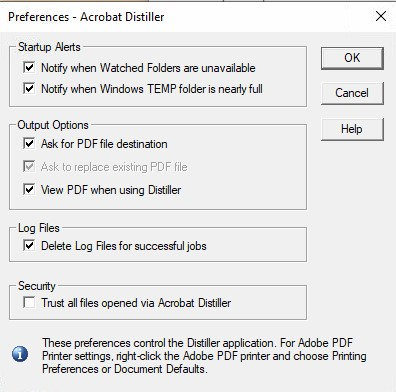 Preferences - Acrobat Distiller
Startup Alerts
Notify when Watched Folders are unavailable
Notify when Windows TEMP folder is nearly full
OK
Cancel
Help
Output Options
Ask for PDF file destination
Ask to replace existing PDF file
View PDF when using Distiller
Log Files
Delete Log Files for successful jobs
Security
Trust all files opened via Acrobat Distiller
These preferences control the Distiller application. For Adobe PDF
Printer settings, right-click the Adobe PDF printer and choose Printing
Preferences or Document Defaults.